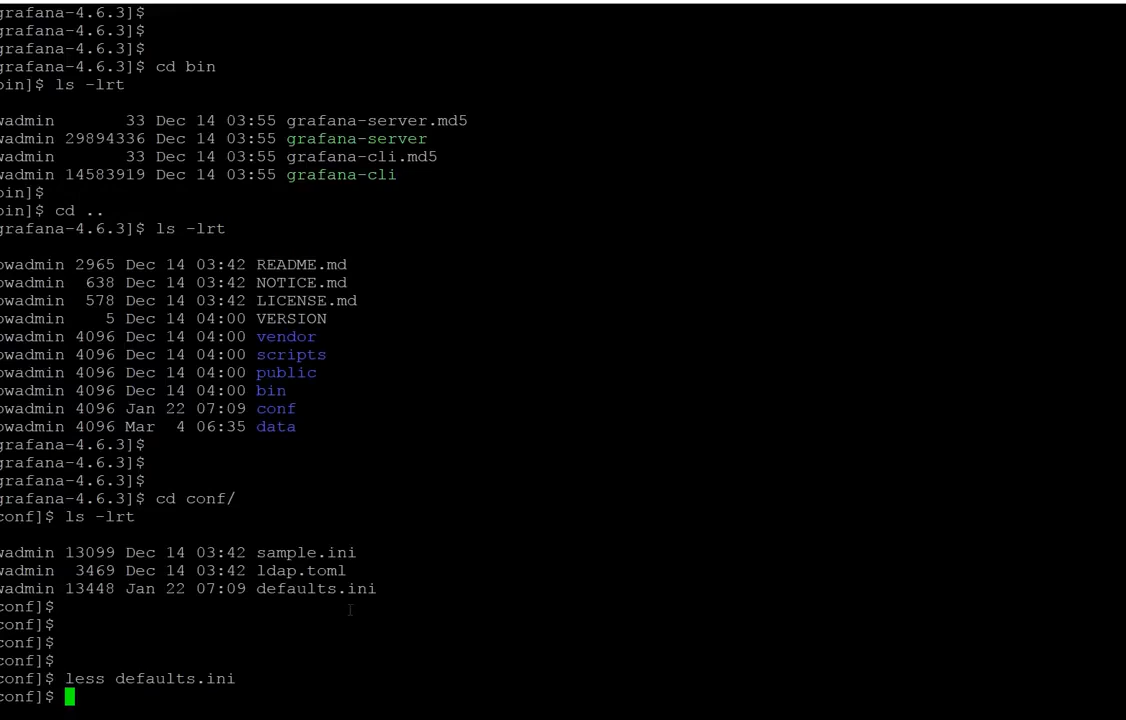 grafana-4.6.3]$
grafana-4.6.3]$
grafana-4.6.3]$
grafana-4.6.3]$ cd bin
bin]$ ls -lrt
wadmin       33 Dec 14 03:55 grafana-server.md5
wadmin 29894336 Dec 14 03:55 grafana-server
wadmin       33 Dec 14 03:55 grafana-cli.md5
wadmin 14583919 Dec 14 03:55 grafana-cli
bin]$
bin]$ cd ..
grafana-4.6.3]$ ls -lrt
owadmin 2965 Dec 14 03:42 README.md
owadmin  638 Dec 14 03:42 NOTICE.md
owadmin  578 Dec 14 03:42 LICENSE.md
owadmin    5 Dec 14 04:00 VERSION
owadmin 4096 Dec 14 04:00 vendor
owadmin 4096 Dec 14 04:00 scripts
owadmin 4096 Dec 14 04:00 public
owadmin 4096 Dec 14 04:00 bin
owadmin 4096 Jan 22 07:09 conf
owadmin 4096 Mar  4 06:35 data
grafana-4.6.3]$
grafana-4.6.3]$
grafana-4.6.3]$
grafana-4.6.3]$ cd conf/
conf]$ ls -lrt
wadmin 13099 Dec 14 03:42 sample.ini
wadmin  3469 Dec 14 03:42 ldap.toml
wadmin 13448 Jan 22 07:09 defaults.ini
conf]$
conf]$
conf]$
conf]$
conf]$ less defaults.ini
conf]$